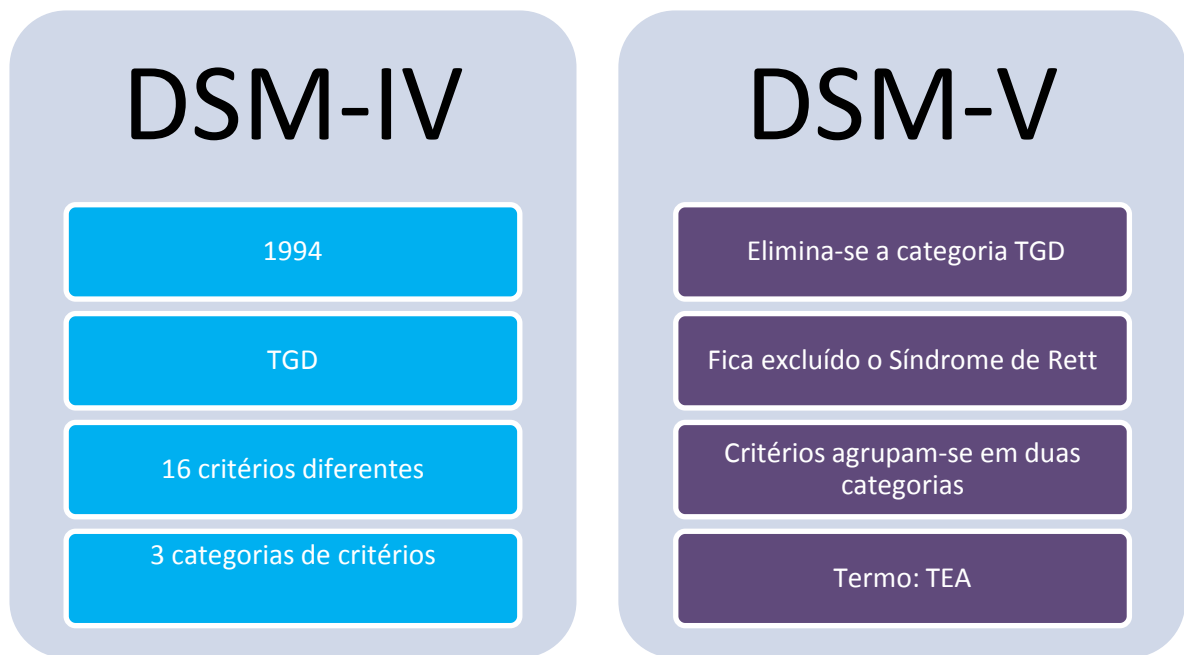 DSM-IV
1994
TGD
16 critérios diferentes
3 categorias de critérios
DSM-V
Elimina-se a categoria TGD
Fica excluído o Síndrome de Rett
Critérios agrupam-se em duas
categorias
Termo: TEA